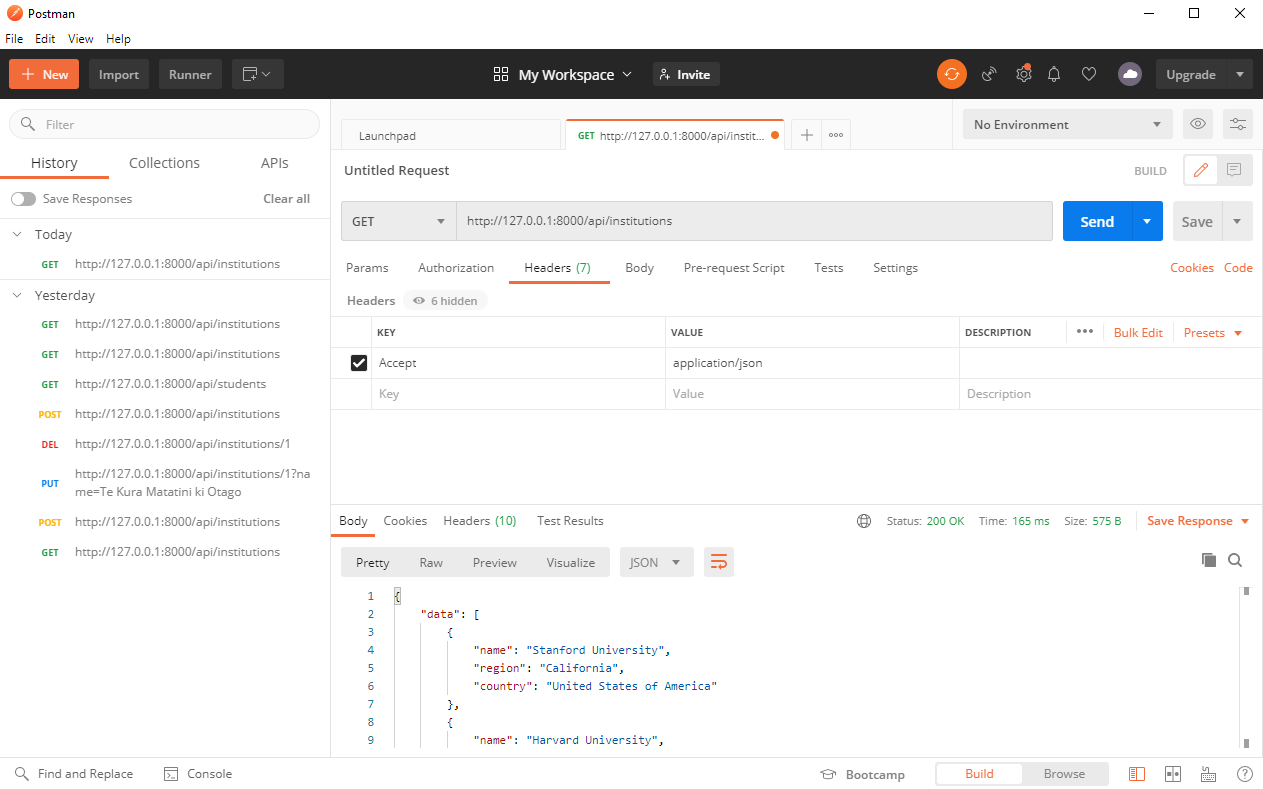 Postman
File Edit View Help
New Import Runner My Workspace Invite Upgrade
Filter
History Collections APIs
Save Responses Clear all
Today
GET http://127.0.0.1:8000/api/institutions
Yesterday
GET http://127.0.0.1:8000/api/institutions
GET http://127.0.0.1:8000/api/institutions
GET http://127.0.0.1:8000/api/students
POST http://127.0.0.1:8000/api/institutions
DEL http://127.0.0.1:8000/api/institutions/1
PUT http://127.0.0.1:8000/api/institutions/1?na
me=Te Kura Matatini ki Otago
POST http://127.0.0.1:8000/api/institutions
GET http://127.0.0.1:8000/api/institutions
Launchpad GET http://127.0.0.1:8000/api/instit... No Environment
Untitled Request BUILD
GET http://127.0.0.1:8000/api/institutions Send Save
Params Authorization Headers (7) Body Pre-request Script Tests Settings Cookies Code
Headers 6 hidden
KEY VALUE DESCRIPTION Bulk Edit Presets
Accept application/json
Key Value Description
Body Cookies Headers (10) Test Results Status: 200 OK Time: 165 ms Size: 575 B Save Response
Pretty Raw Preview Visualize JSON
1 {
2 "data": [
3 {
4 "name": "Stanford University",
5 "region": "California",
6 "country": "United States of America"
7 },
8 {
9 "name": "Harvard University",
Find and Replace Console Bootcamp Build Browse